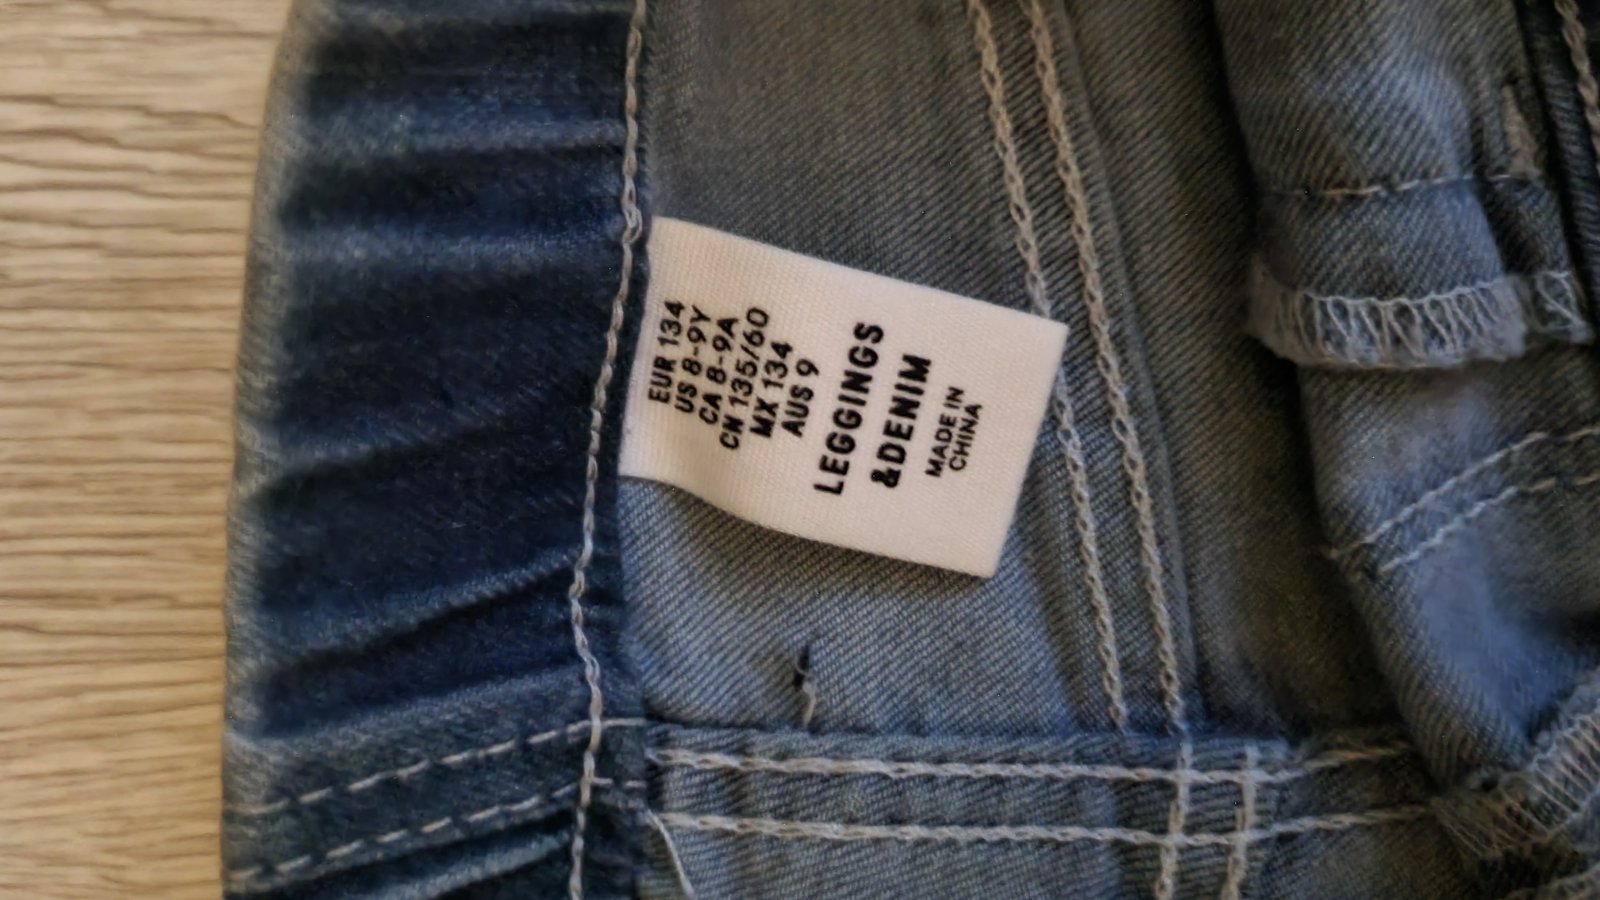 EUR 134
US 8-9Y
CA 8-9A
CN 135/60
MX 134
AUS 9
LEGGINGS
&DENIM
MADE IN
CHINA